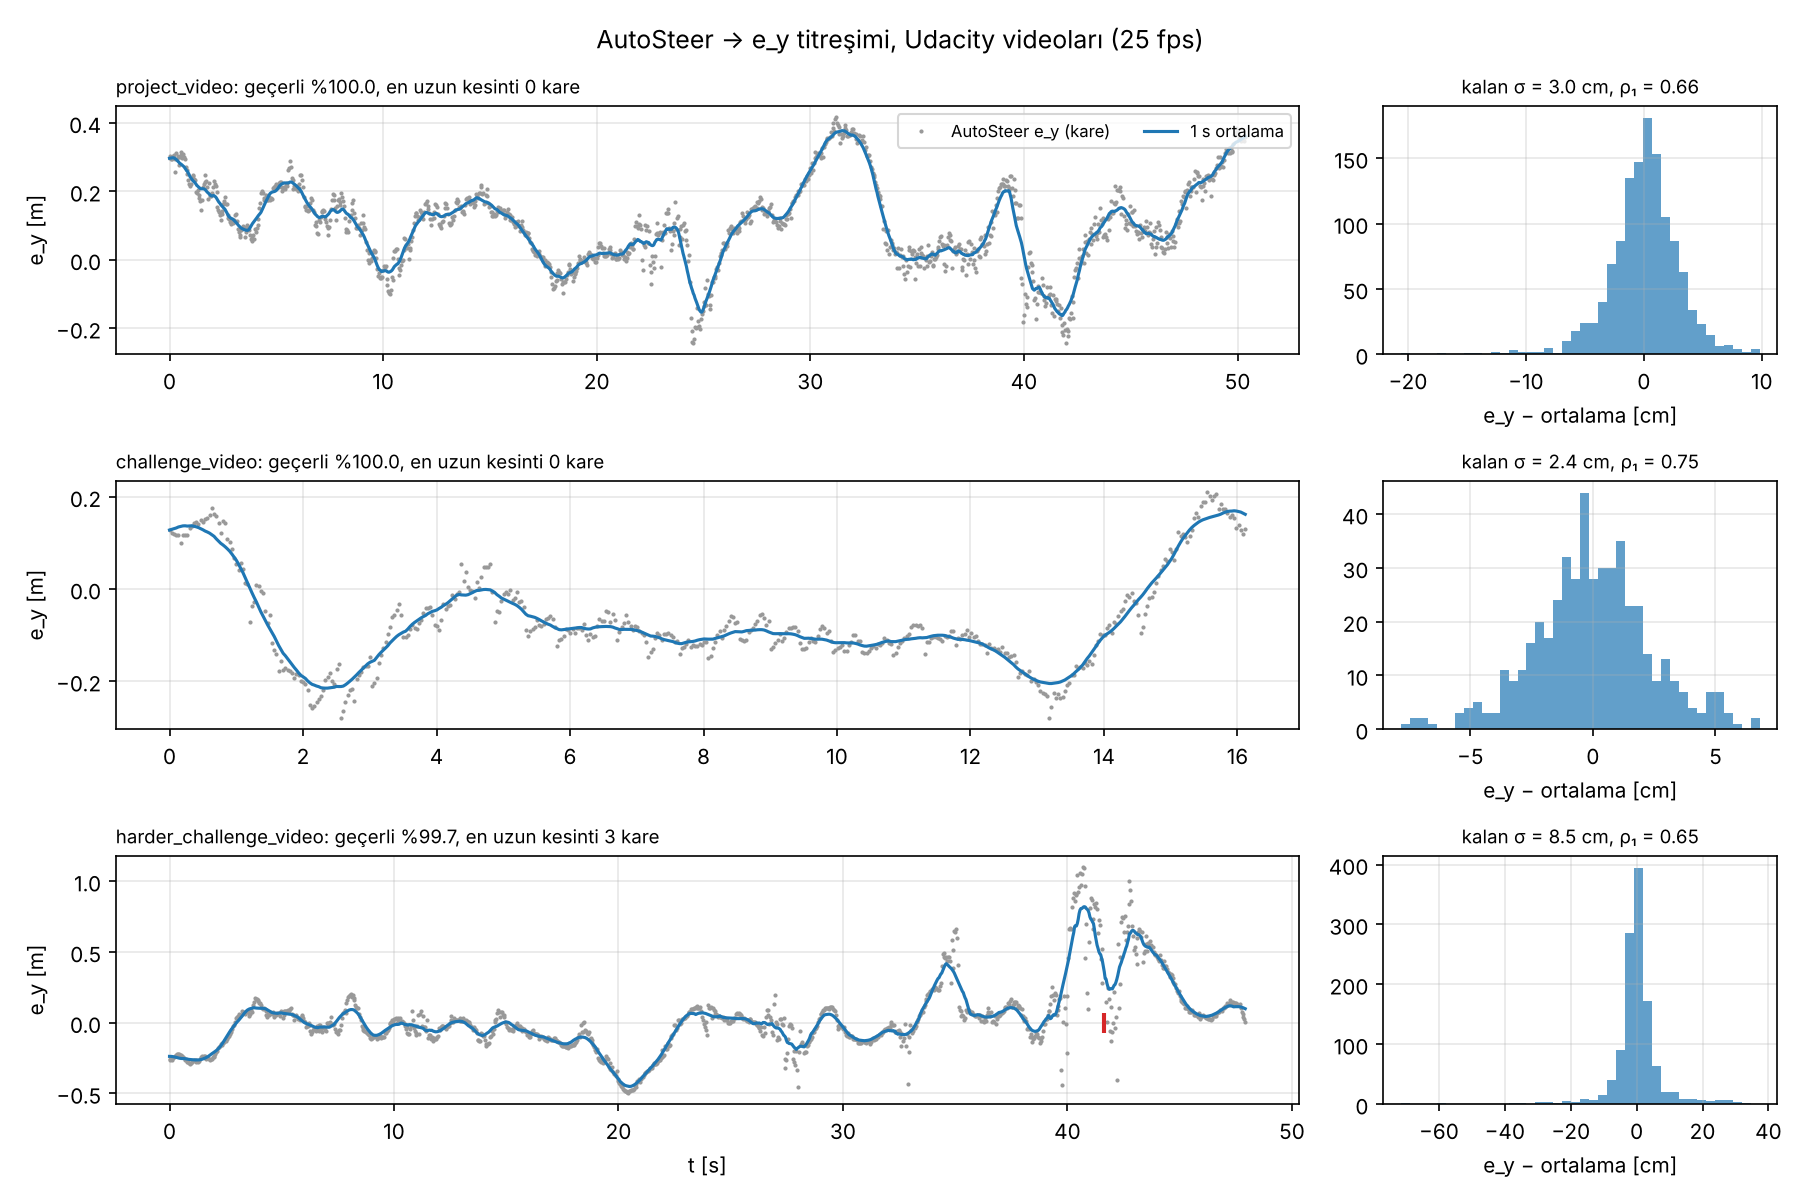 AutoSteer → e_y titreşimi, Udacity videoları (25 fps)
project_video: geçerli %100.0, en uzun kesinti 0 kare
kalan σ = 3.0 cm, ρ₁ = 0.66
AutoSteer e_y (kare)
1 s ortalama
e_y [m]
0.4
0.2
0.0
−0.2
0 10 20 30 40 50
150
100
50
0
−20 −10 0 10
e_y − ortalama [cm]
challenge_video: geçerli %100.0, en uzun kesinti 0 kare
kalan σ = 2.4 cm, ρ₁ = 0.75
e_y [m]
0.2
0.0
−0.2
0 2 4 6 8 10 12 14 16
40
30
20
10
0
−5 0 5
e_y − ortalama [cm]
harder_challenge_video: geçerli %99.7, en uzun kesinti 3 kare
kalan σ = 8.5 cm, ρ₁ = 0.65
e_y [m]
1.0
0.5
0.0
−0.5
0 10 20 30 40 50
t [s]
400
300
200
100
0
−60 −40 −20 0 20 40
e_y − ortalama [cm]